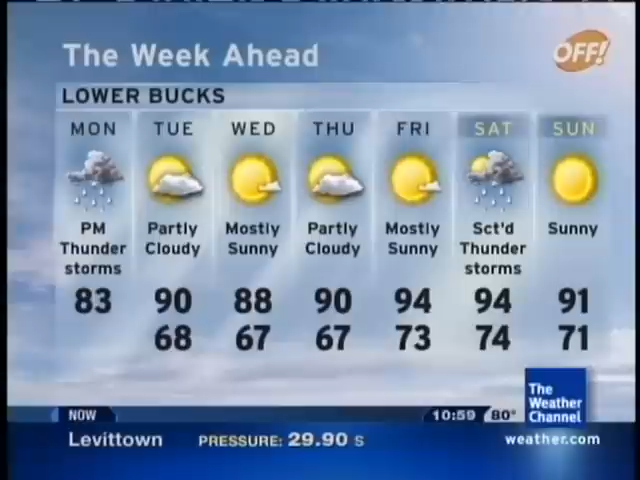 The Week Ahead
OFF!
LOWER BUCKS
MON TUE WED THU FRI SAT SUN
PM Thunder storms
Partly Cloudy
Mostly Sunny
Partly Cloudy
Mostly Sunny
Sct'd Thunder storms
Sunny
83 90 88 90 94 94 91
68 67 67 73 74 71
The
Weather
Channel
NOW
10:59 80°
Levittown PRESSURE: 29.90 S
weather.com